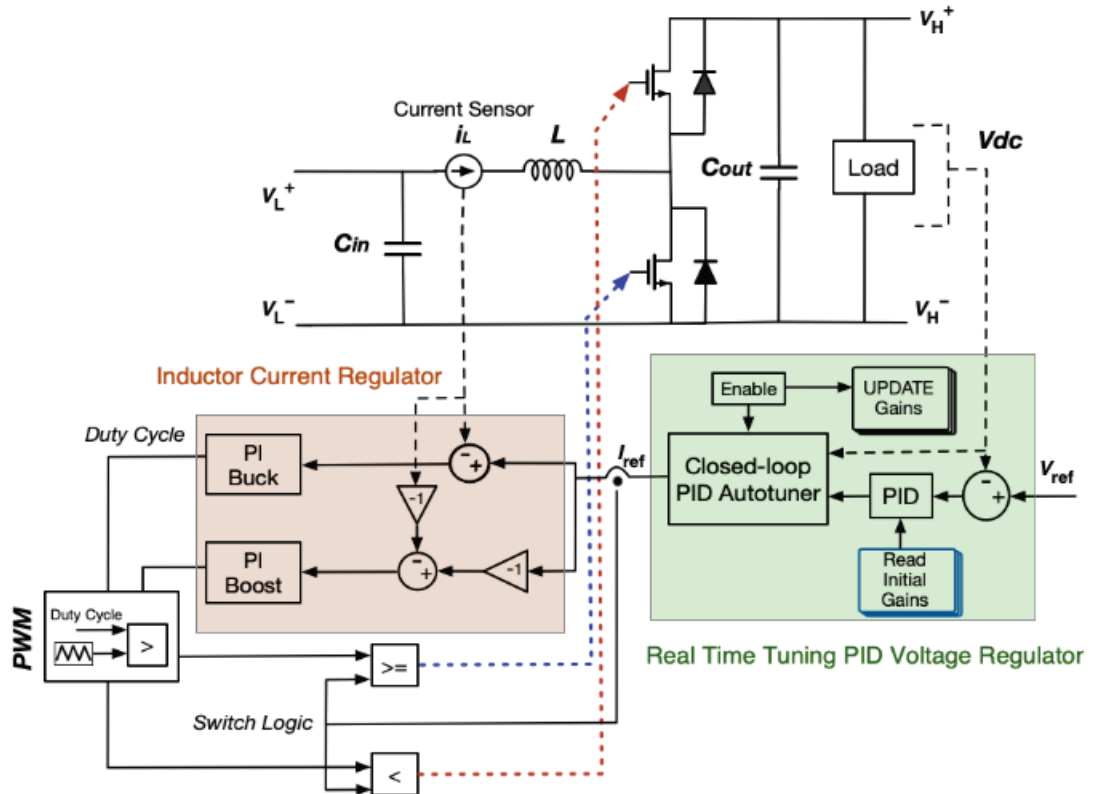 V_H^+
Current Sensor
i_L
L
Vdc
Cout
Load
V_L^+
Cin
V_L^-
V_H^-
Inductor Current Regulator
Enable
UPDATE
Gains
Duty Cycle
PI
Buck
-
+
I_ref
Closed-loop
PID Autotuner
PID
-
+
V_ref
-1
PI
Boost
-
+
-1
Read
Initial
Gains
PWM
Duty Cycle
>
>=
Real Time Tuning PID Voltage Regulator
Switch Logic
<